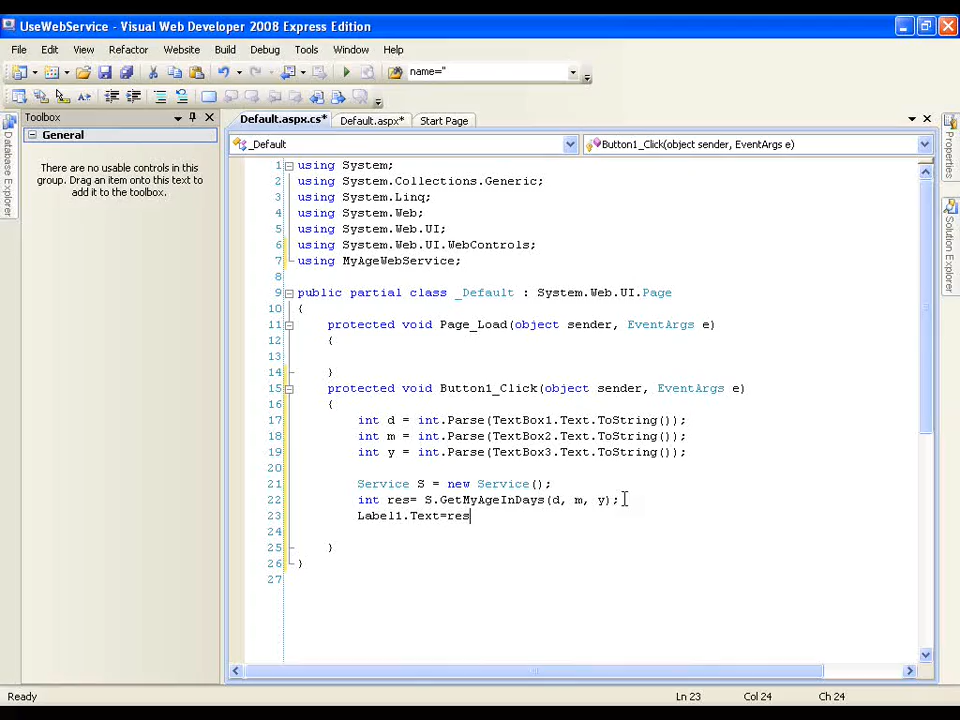 UseWebService - Visual Web Developer 2008 Express Edition
File Edit View Refactor Website Build Debug Tools Window Help
name="
Toolbox
Default.aspx.cs* Default.aspx* Start Page
General
_Default
Button1_Click(object sender, EventArgs e)
There are no usable controls in this
group. Drag an item onto this text to
add it to the toolbox.
Database Explorer
Properties
Solution Explorer
1 using System;
2 using System.Collections.Generic;
3 using System.Linq;
4 using System.Web;
5 using System.Web.UI;
6 using System.Web.UI.WebControls;
7 using MyAgeWebService;
8
9 public partial class _Default : System.Web.UI.Page
10 {
11 protected void Page_Load(object sender, EventArgs e)
12 {
13
14 }
15 protected void Button1_Click(object sender, EventArgs e)
16 {
17 int d = int.Parse(TextBox1.Text.ToString());
18 int m = int.Parse(TextBox2.Text.ToString());
19 int y = int.Parse(TextBox3.Text.ToString());
20
21 Service S = new Service();
22 int res= S.GetMyAgeInDays(d, m, y);
23 Label1.Text=res
24
25 }
26 }
27
Ready Ln 23 Col 24 Ch 24